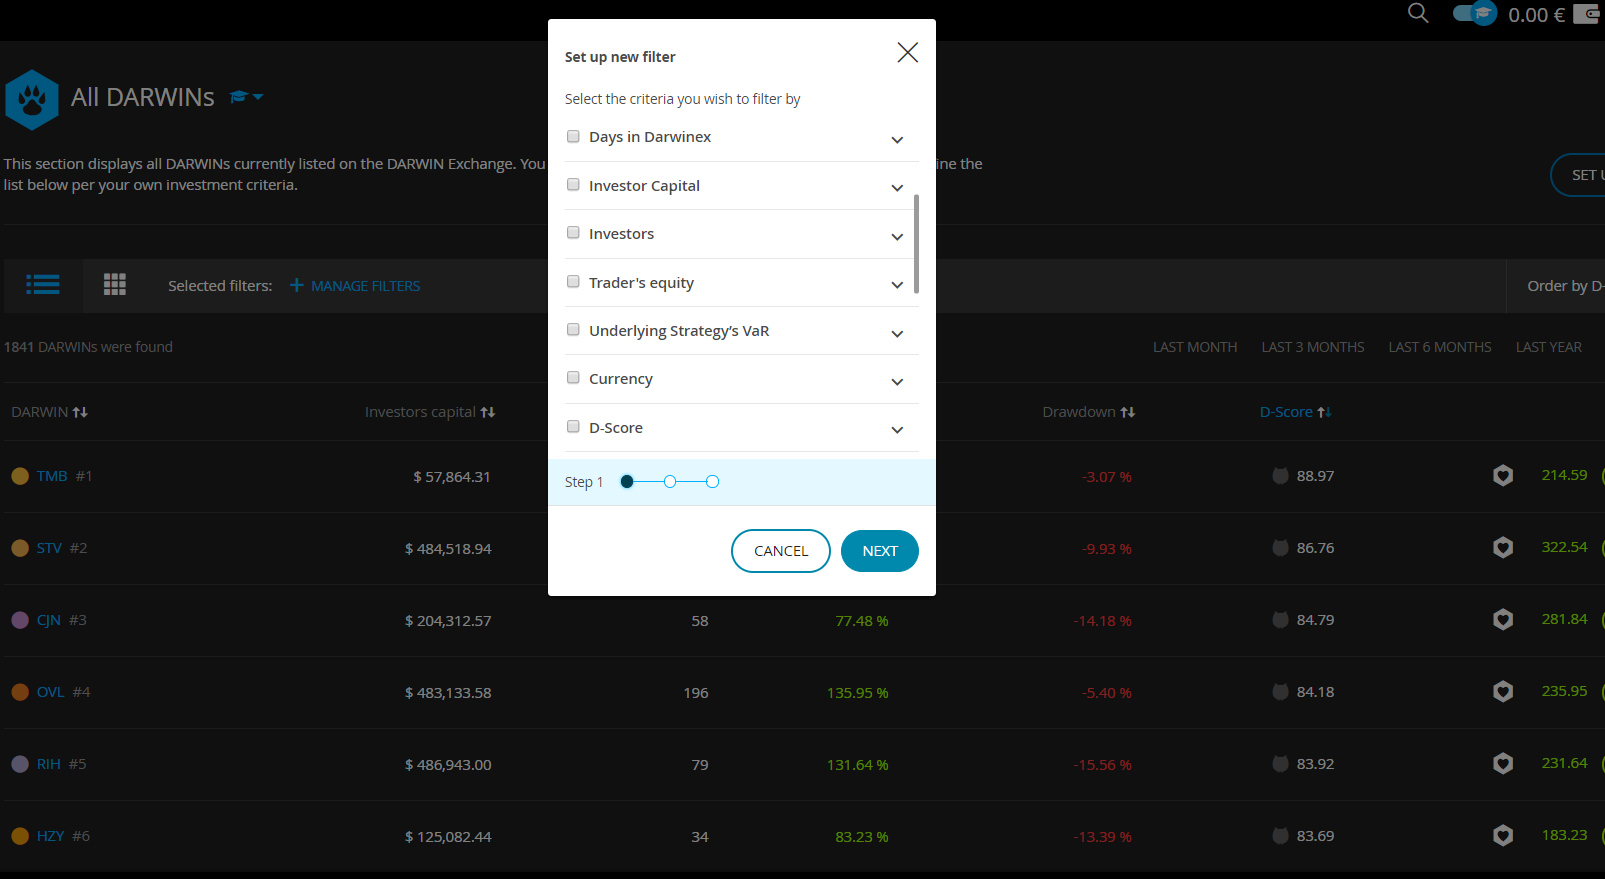 0.00 €
Set up new filter
All DARWINs
Select the criteria you wish to filter by
Days in Darwinex
Investor Capital
Investors
Trader's equity
Underlying Strategy’s VaR
Currency
D-Score
Step 1
CANCEL
NEXT
This section displays all DARWINs currently listed on the DARWIN Exchange. You
ine the
list below per your own investment criteria.
SET
Selected filters:
+ MANAGE FILTERS
Order by D-
1841 DARWINs were found
LAST MONTH
LAST 3 MONTHS
LAST 6 MONTHS
LAST YEAR
DARWIN
Investors capital
Drawdown
D-Score
TMB #1 $ 57,864.31 -3.07 % 88.97 214.59
STV #2 $ 484,518.94 -9.93 % 86.76 322.54
CJN #3 $ 204,312.57 58 77.48 % -14.18 % 84.79 281.84
OVL #4 $ 483,133.58 196 135.95 % -5.40 % 84.18 235.95
RIH #5 $ 486,943.00 79 131.64 % -15.56 % 83.92 231.64
HZY #6 $ 125,082.44 34 83.23 % -13.39 % 83.69 183.23